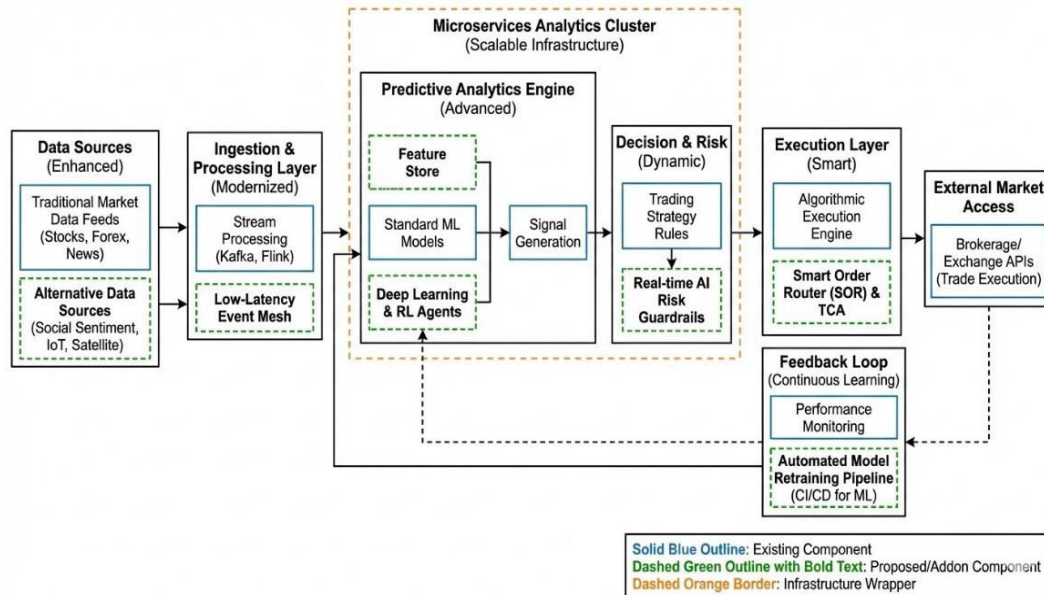 Microservices Analytics Cluster
(Scalable Infrastructure)
Predictive Analytics Engine
(Advanced)
Data Sources
(Enhanced)
Traditional Market
Data Feeds
(Stocks, Forex,
News)
Alternative Data
Sources
(Social Sentiment,
IoT, Satellite)
Ingestion &
Processing Layer
(Modernized)
Stream
Processing
(Kafka, Flink)
Low-Latency
Event Mesh
Feature
Store
Standard ML
Models
Deep Learning
& RL Agents
Signal
Generation
Decision & Risk
(Dynamic)
Trading
Strategy
Rules
Real-time AI
Risk
Guardrails
Execution Layer
(Smart)
Algorithmic
Execution
Engine
Smart Order
Router (SOR) &
TCA
External Market
Access
Brokerage/
Exchange APIs
(Trade Execution)
Feedback Loop
(Continuous Learning)
Performance
Monitoring
Automated Model
Retraining Pipeline
(CI/CD for ML)
Solid Blue Outline: Existing Component
Dashed Green Outline with Bold Text: Proposed/Addon Component
Dashed Orange Border: Infrastructure Wrapper